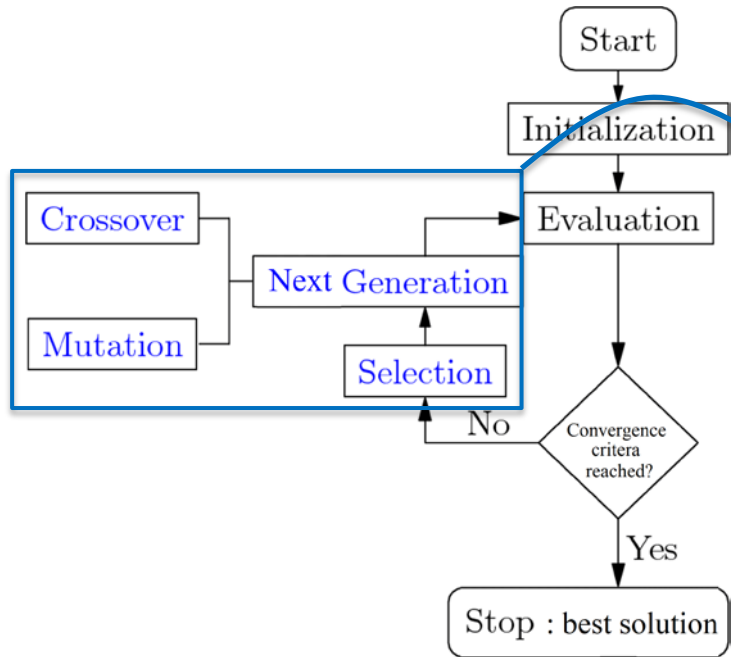 Start
Initialization
Crossover
Evaluation
Next Generation
Mutation
Selection
No
Convergence
critera
reached?
Yes
Stop : best solution